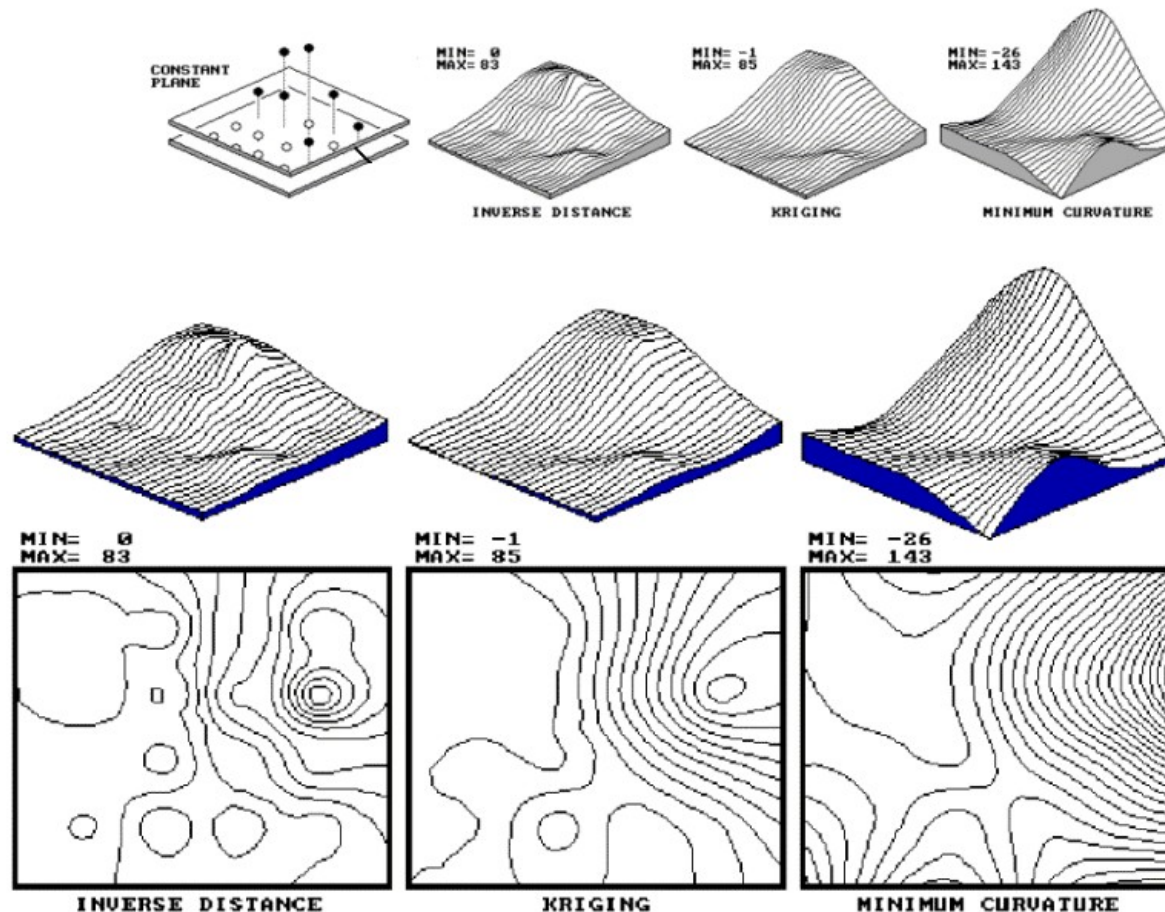 CONSTANT
PLANE
MIN= 0
MAX= 83
MIN= -1
MAX= 85
MIN= -26
MAX= 143
INVERSE DISTANCE
KRIGING
MINIMUM CURVATURE
MIN= 0
MAX= 83
MIN= -1
MAX= 85
MIN= -26
MAX= 143
INVERSE DISTANCE
KRIGING
MINIMUM CURVATURE